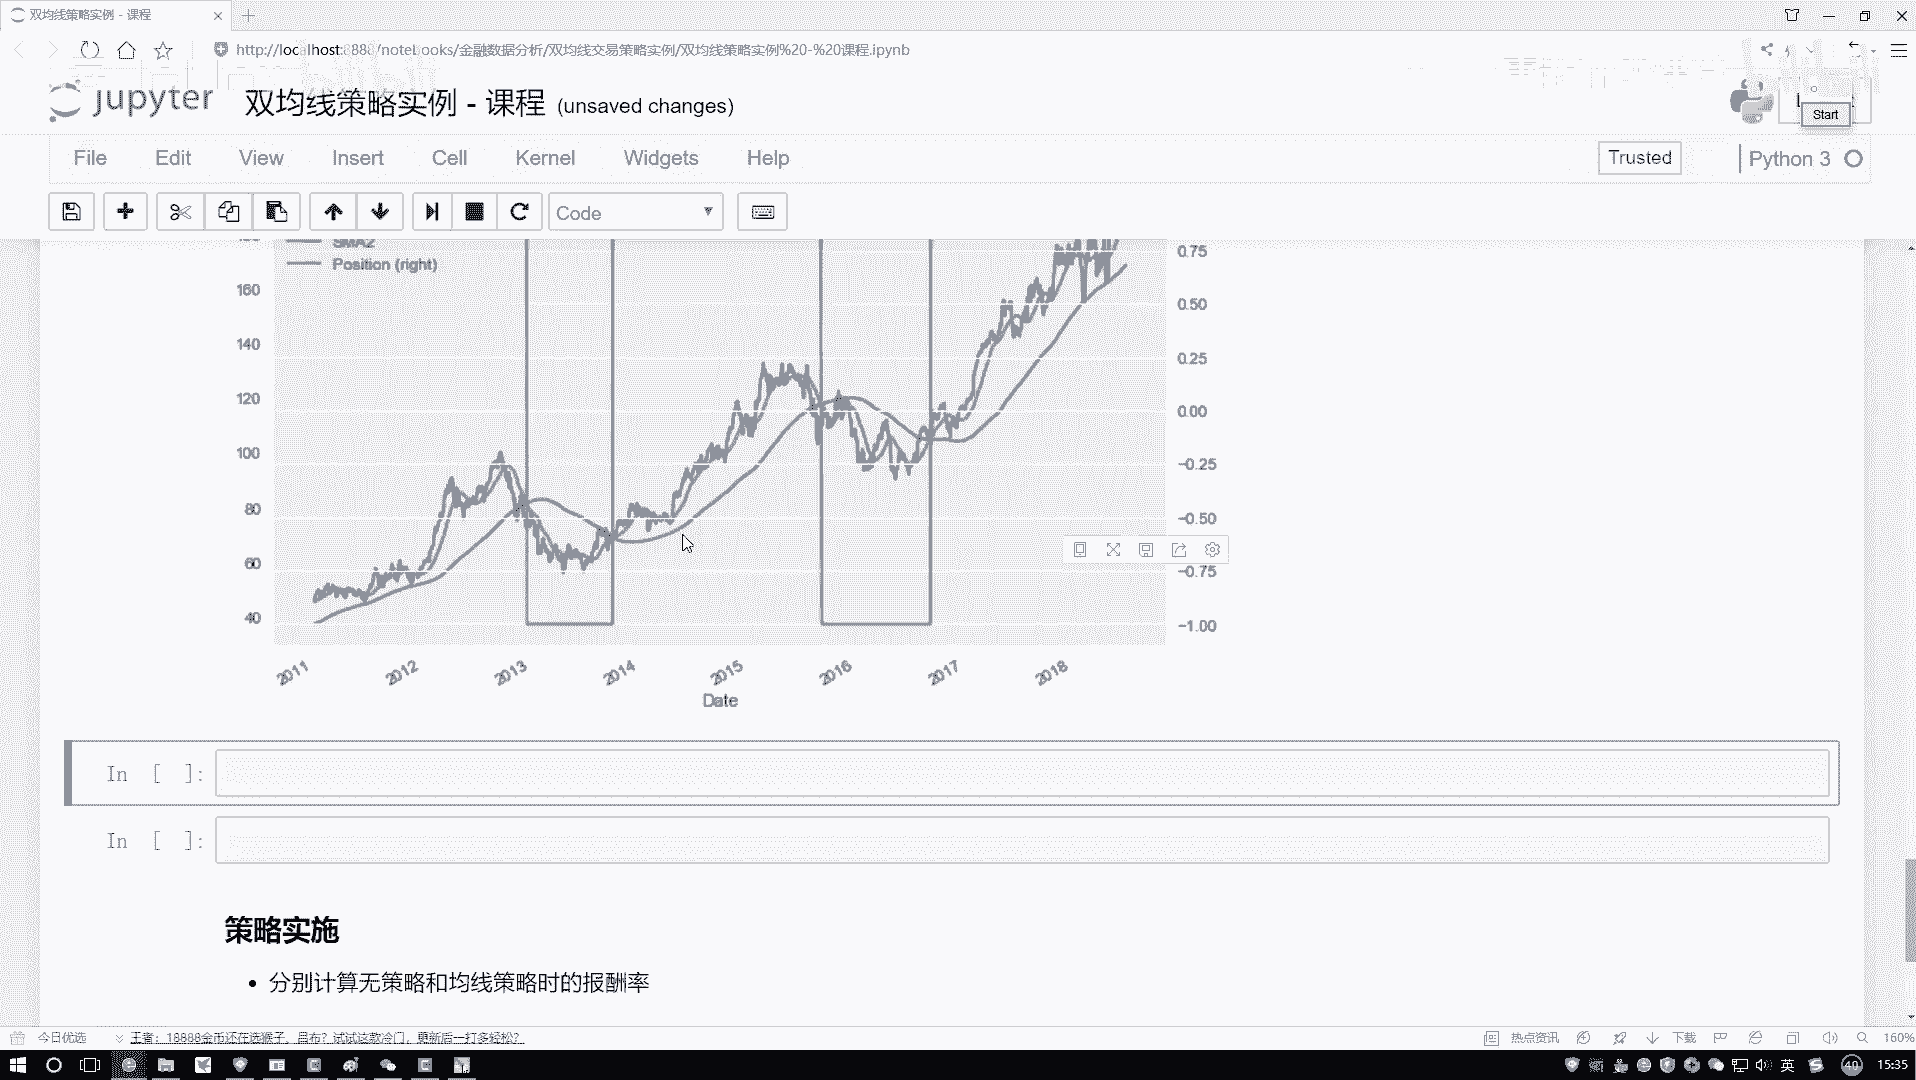 双均线策略实例 - 课程
http://localhost:8888/notebooks/金融数据分析/双均线交易策略实例/双均线策略实例%20-%20课程.ipynb
jupyter 双均线策略实例 - 课程 (unsaved changes)
Start
File Edit View Insert Cell Kernel Widgets Help
Trusted
Python 3
Code
SMA2
Position (right)
160
140
120
100
80
60
40
0.75
0.50
0.25
0.00
−0.25
−0.50
−0.75
−1.00
2011 2012 2013 2014 2015 2016 2017 2018
Date
In [ ]:
In [ ]:
策略实施
分别计算无策略和均线策略时的报酬率
今日优选
王者：18888金币还在选猴子、吕布？试试这款冷门，更新后一打多轻松？
热点资讯
下载
160%
英
40
15:35